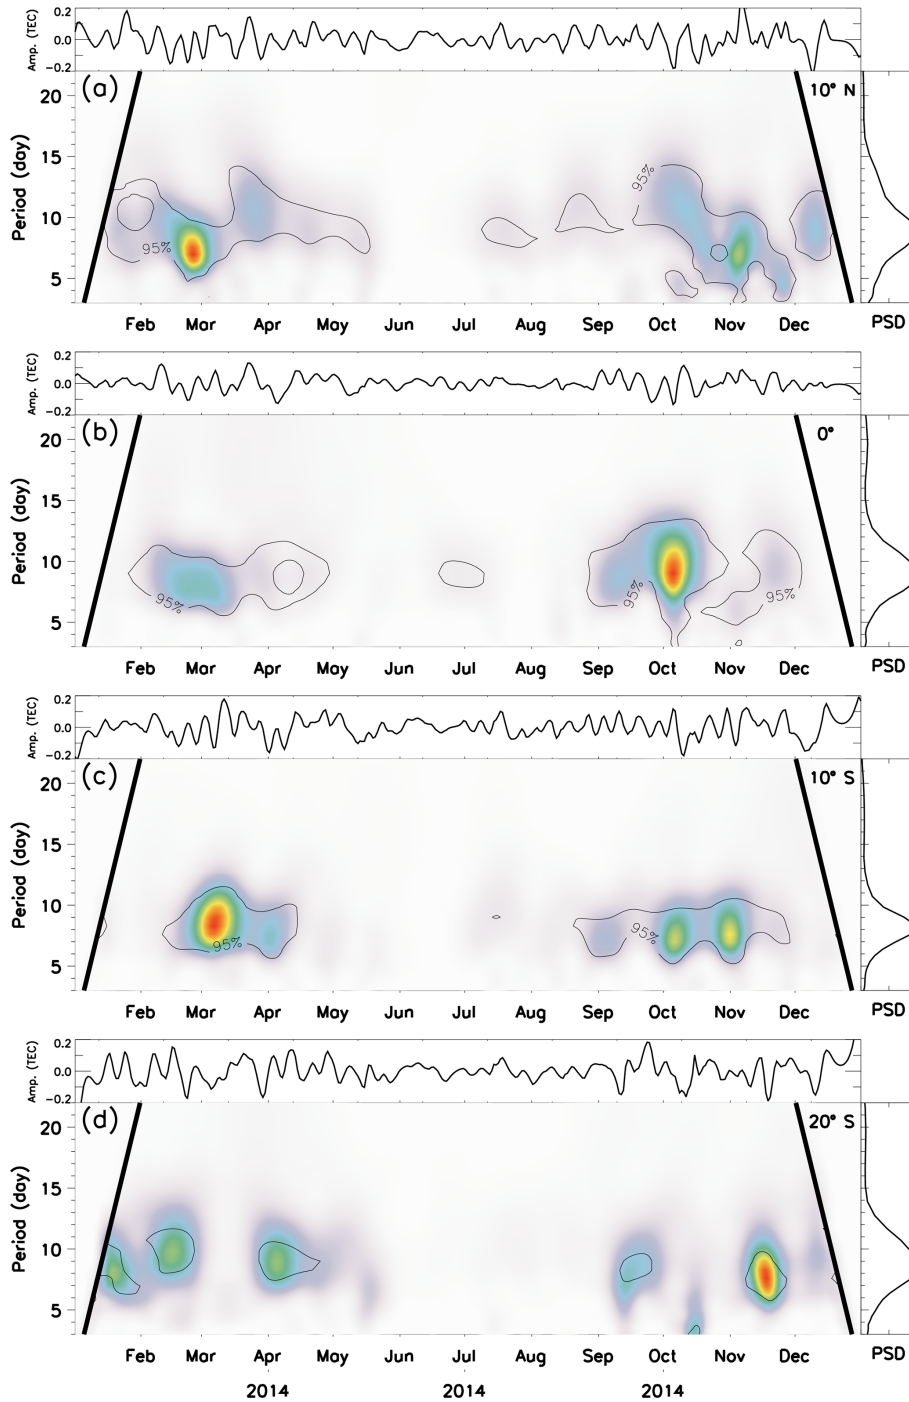 0.2
0.0
−0.2
Amp. (TEC)
(a)
10° N
20
15
10
5
Period (day)
95%
95%
Feb Mar Apr May Jun Jul Aug Sep Oct Nov Dec PSD
0.2
0.0
−0.2
Amp. (TEC)
(b)
0°
20
15
10
5
Period (day)
95%
95%
95%
Feb Mar Apr May Jun Jul Aug Sep Oct Nov Dec PSD
0.2
0.0
−0.2
Amp. (TEC)
(c)
10° S
20
15
10
5
Period (day)
95%
95%
Feb Mar Apr May Jun Jul Aug Sep Oct Nov Dec PSD
0.2
0.0
−0.2
Amp. (TEC)
(d)
20° S
20
15
10
5
Period (day)
Feb Mar Apr May Jun Jul Aug Sep Oct Nov Dec PSD
2014 2014 2014